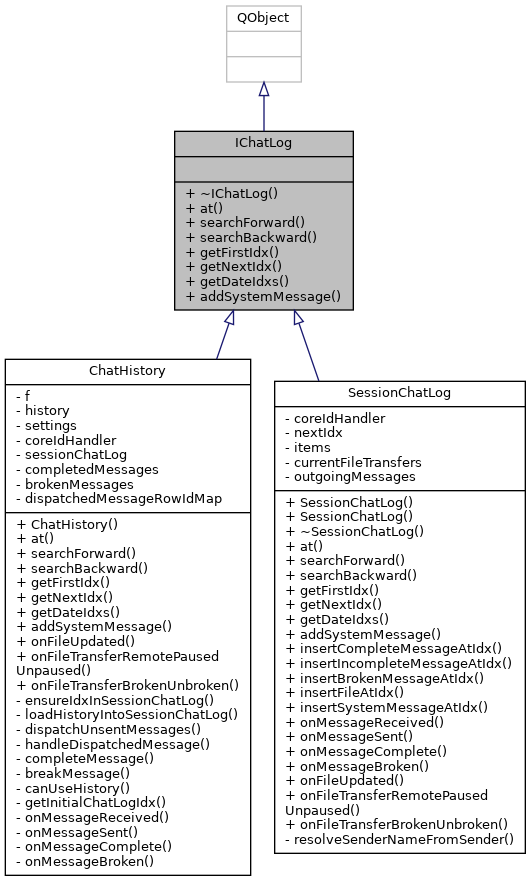 QObject
IChatLog
+ ~IChatLog()
+ at()
+ searchForward()
+ searchBackward()
+ getFirstIdx()
+ getNextIdx()
+ getDateIdxs()
+ addSystemMessage()
ChatHistory
- f
- history
- settings
- coreIdHandler
- sessionChatLog
- completedMessages
- brokenMessages
- dispatchedMessageRowIdMap
+ ChatHistory()
+ at()
+ searchForward()
+ searchBackward()
+ getFirstIdx()
+ getNextIdx()
+ getDateIdxs()
+ addSystemMessage()
+ onFileUpdated()
+ onFileTransferRemotePaused
Unpaused()
+ onFileTransferBrokenUnbroken()
- ensureIdxInSessionChatLog()
- loadHistoryIntoSessionChatLog()
- dispatchUnsentMessages()
- handleDispatchedMessage()
- completeMessage()
- breakMessage()
- canUseHistory()
- getInitialChatLogIdx()
- onMessageReceived()
- onMessageSent()
- onMessageComplete()
- onMessageBroken()
SessionChatLog
- coreIdHandler
- nextIdx
- items
- currentFileTransfers
- outgoingMessages
+ SessionChatLog()
+ SessionChatLog()
+ ~SessionChatLog()
+ at()
+ searchForward()
+ searchBackward()
+ getFirstIdx()
+ getNextIdx()
+ getDateIdxs()
+ addSystemMessage()
+ insertCompleteMessageAtIdx()
+ insertIncompleteMessageAtIdx()
+ insertBrokenMessageAtIdx()
+ insertFileAtIdx()
+ insertSystemMessageAtIdx()
+ onMessageReceived()
+ onMessageSent()
+ onMessageComplete()
+ onMessageBroken()
+ onFileUpdated()
+ onFileTransferRemotePaused
Unpaused()
+ onFileTransferBrokenUnbroken()
- resolveSenderNameFromSender()